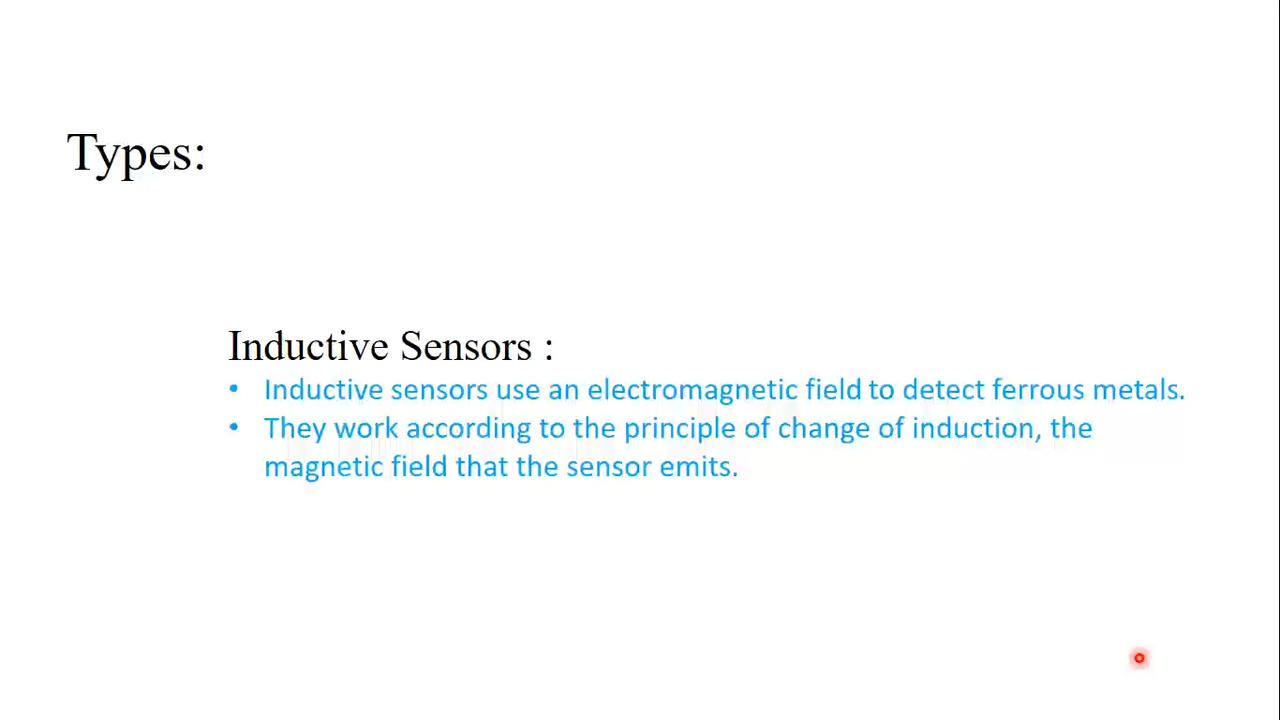 Types:
Inductive Sensors :
• Inductive sensors use an electromagnetic field to detect ferrous metals.
• They work according to the principle of change of induction, the
magnetic field that the sensor emits.